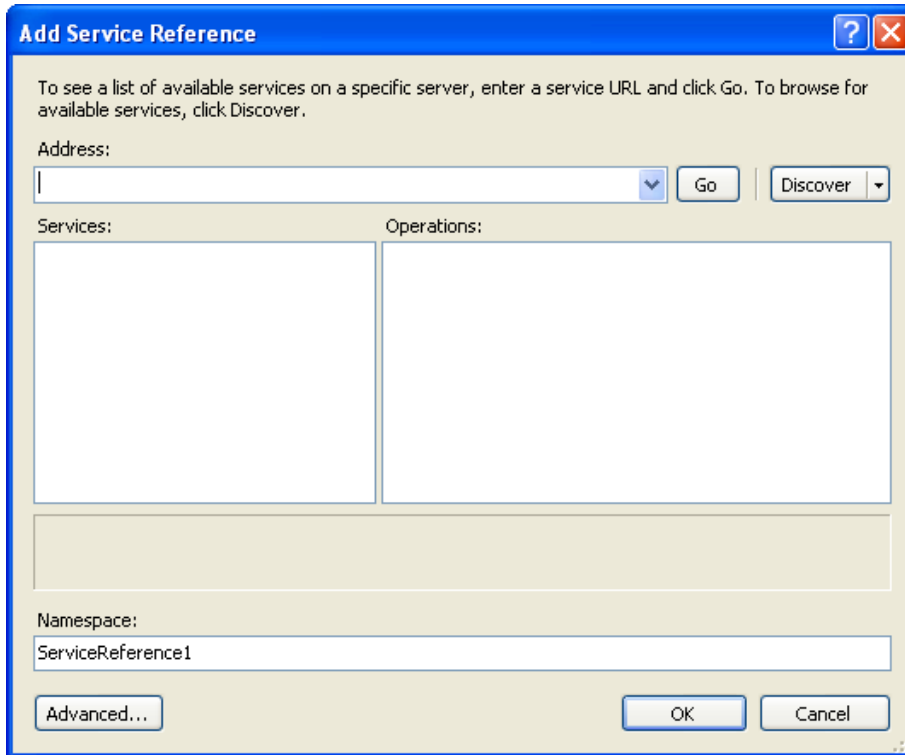 Add Service Reference
To see a list of available services on a specific server, enter a service URL and click Go. To browse for
available services, click Discover.
Address:
Go
Discover
Services:
Operations:
Namespace:
ServiceReference1
Advanced...
OK
Cancel